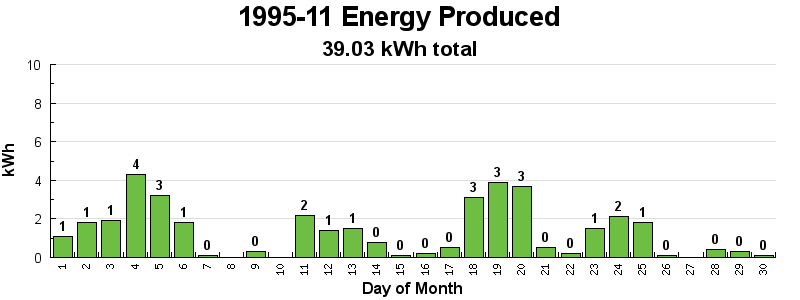 1995-11 Energy Produced
39.03 kWh total
10
8
6
4
2
0
kWh
1 1 1 4 3 1 0 0 2 1 1 0 0 0 0 3 3 3 0 0 1 2 1 0 0 0 0
1 2 3 4 5 6 7 8 9 10 11 12 13 14 15 16 17 18 19 20 21 22 23 24 25 26 27 28 29 30
Day of Month